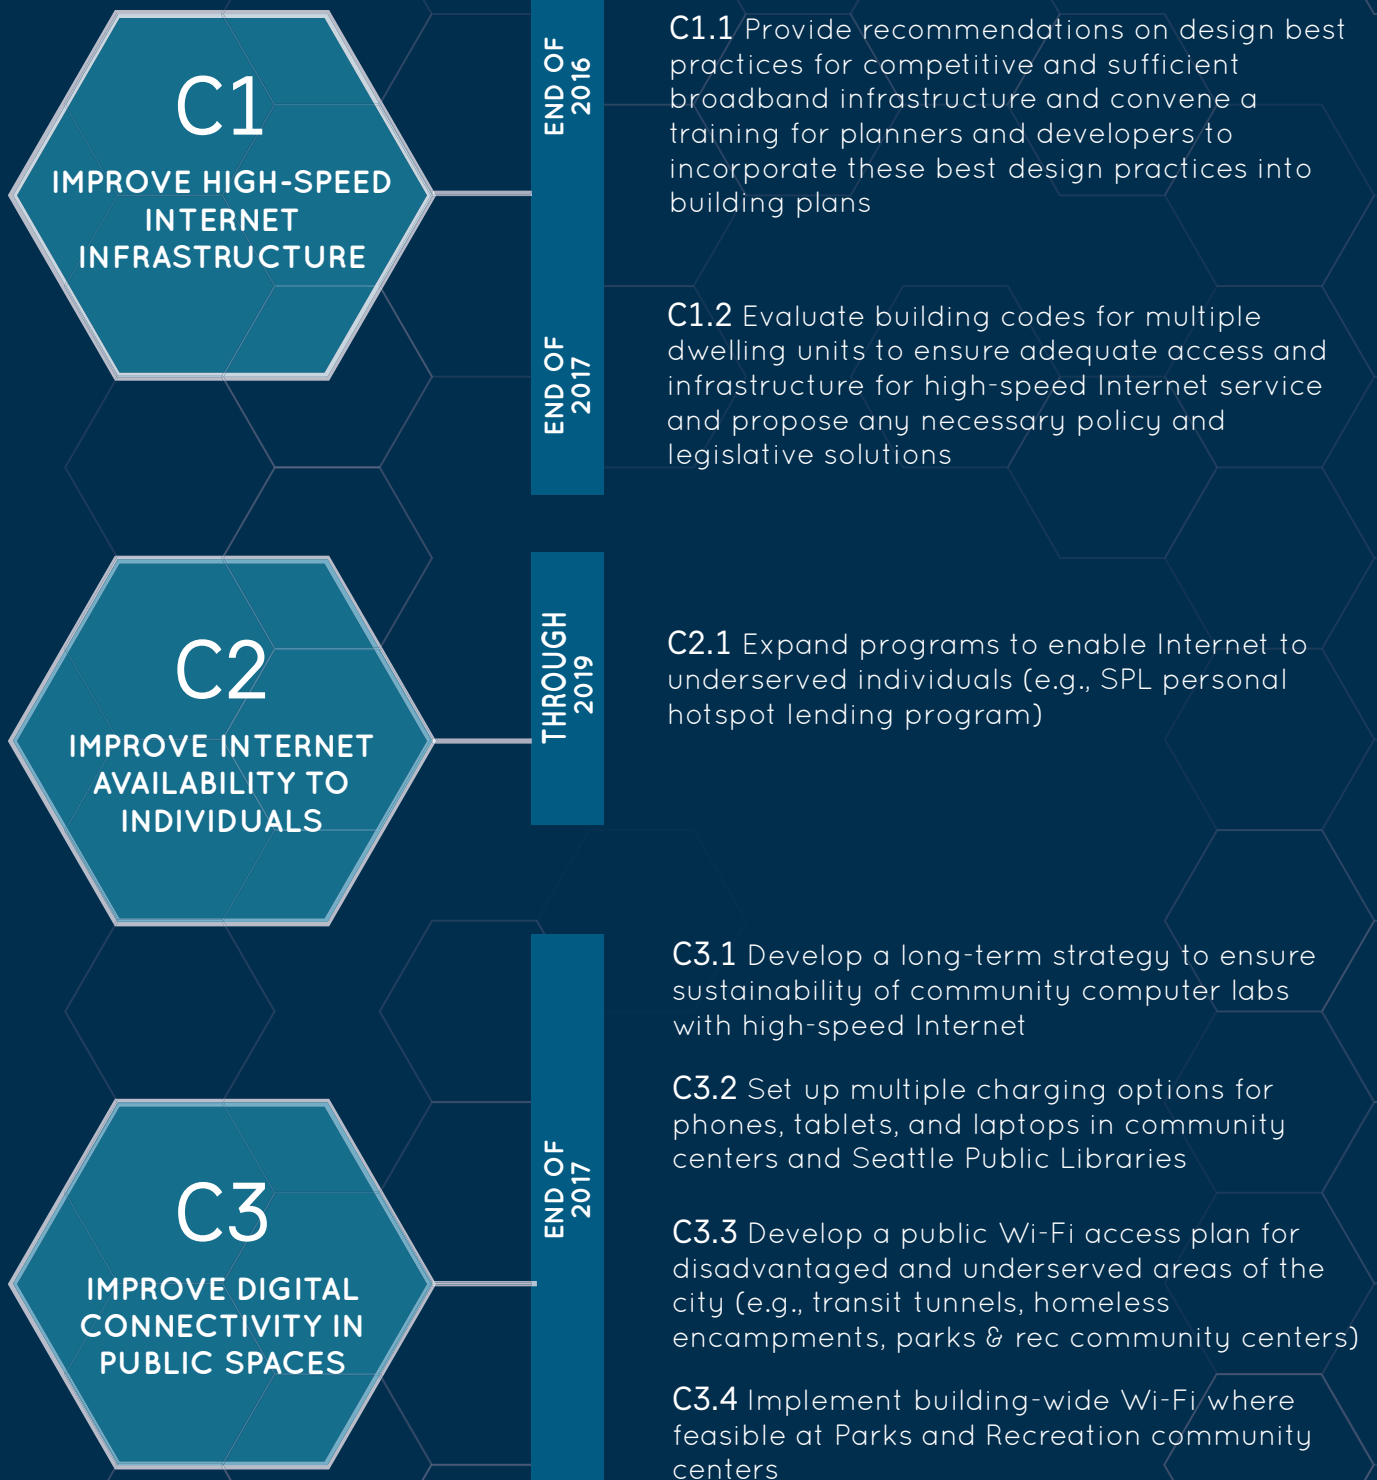 C1
IMPROVE HIGH-SPEED
INTERNET
INFRASTRUCTURE
END OF
2016
C1.1 Provide recommendations on design best
practices for competitive and sufficient
broadband infrastructure and convene a
training for planners and developers to
incorporate these best design practices into
building plans
END OF
2017
C1.2 Evaluate building codes for multiple
dwelling units to ensure adequate access and
infrastructure for high-speed Internet service
and propose any necessary policy and
legislative solutions
C2
IMPROVE INTERNET
AVAILABILITY TO
INDIVIDUALS
THROUGH
2019
C2.1 Expand programs to enable Internet to
underserved individuals (e.g., SPL personal
hotspot lending program)
C3
IMPROVE DIGITAL
CONNECTIVITY IN
PUBLIC SPACES
END OF
2017
C3.1 Develop a long-term strategy to ensure
sustainability of community computer labs
with high-speed Internet
C3.2 Set up multiple charging options for
phones, tablets, and laptops in community
centers and Seattle Public Libraries
C3.3 Develop a public Wi-Fi access plan for
disadvantaged and underserved areas of the
city (e.g., transit tunnels, homeless
encampments, parks & rec community centers)
C3.4 Implement building-wide Wi-Fi where
feasible at Parks and Recreation community
centers